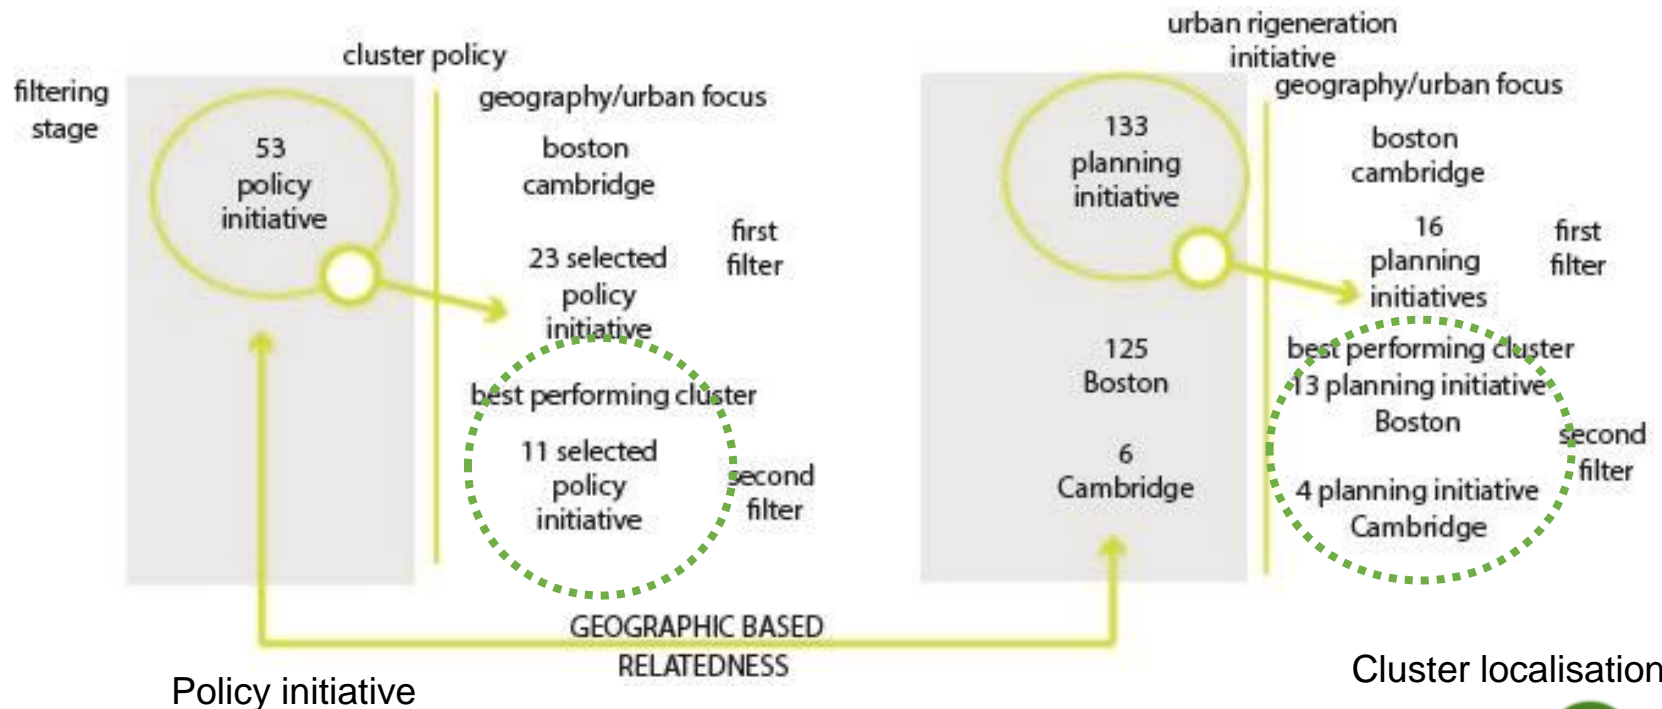 filtering
stage
cluster policy
53
policy
initiative
geography/urban focus
boston
cambridge
23 selected
policy
initiative
first
filter
best performing cluster
11 selected
policy
initiative
second
filter
urban rigeneration
initiative
133
planning
initiative
125
Boston
6
Cambridge
geography/urban focus
boston
cambridge
16
planning
initiatives
first
filter
best performing cluster
13 planning initiative
Boston
4 planning initiative
Cambridge
second
filter
GEOGRAPHIC BASED
RELATEDNESS
Policy initiative
Cluster localisation